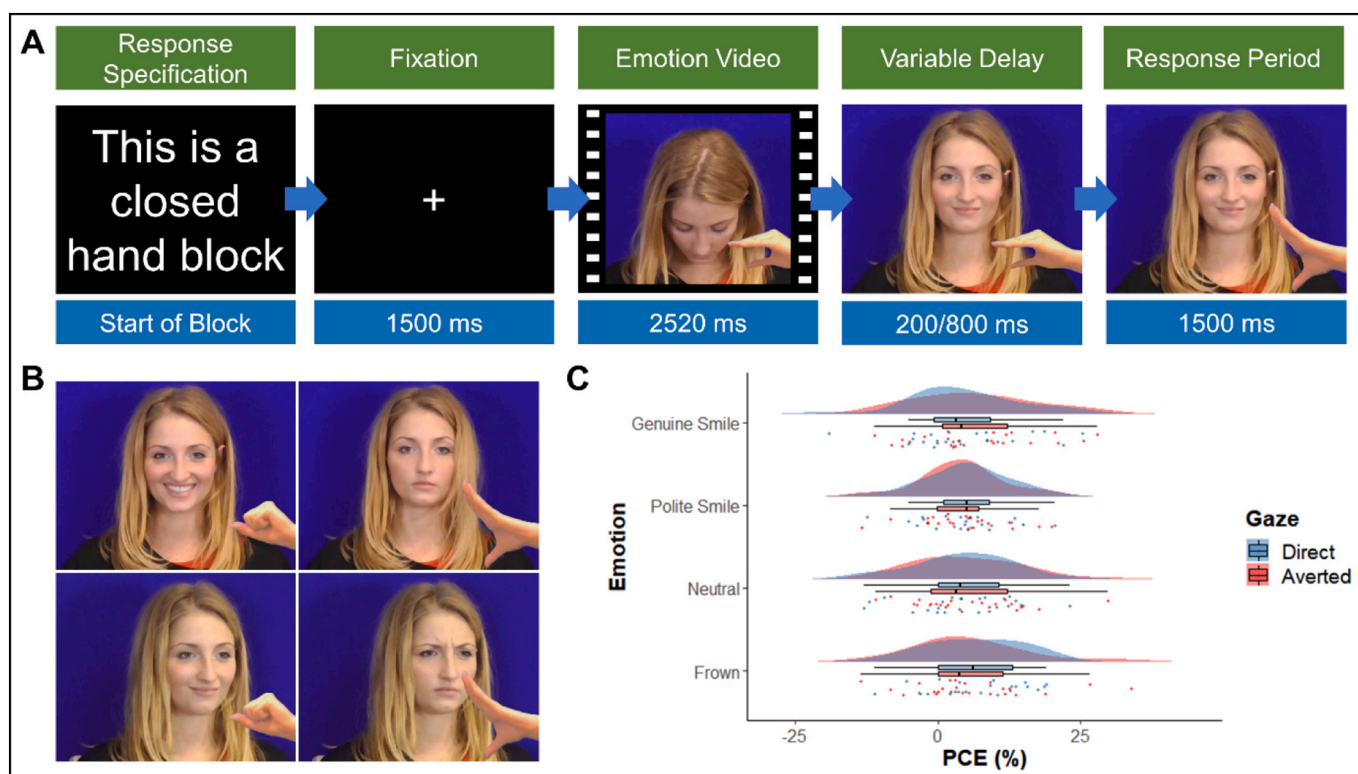 A
Response
Specification
Fixation
Emotion Video
Variable Delay
Response Period
This is a
closed
hand block
+
Start of Block
1500 ms
2520 ms
200/800 ms
1500 ms
B
C
Emotion
Genuine Smile
Polite Smile
Neutral
Frown
-25
0
25
PCE (%)
Gaze
Direct
Averted